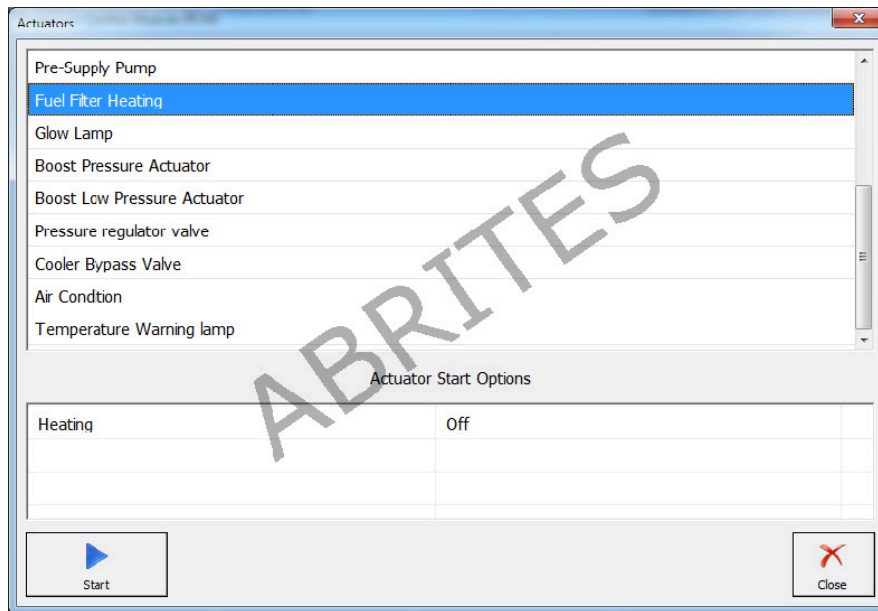 Actuators
Pre-Supply Pump
Fuel Filter Heating
Glow Lamp
Boost Pressure Actuator
Boost Low Pressure Actuator
Pressure regulator valve
Cooler Bypass Valve
Air Condtion
Temperature Warning lamp
ABRITES
Actuator Start Options
Heating Off
Start Close